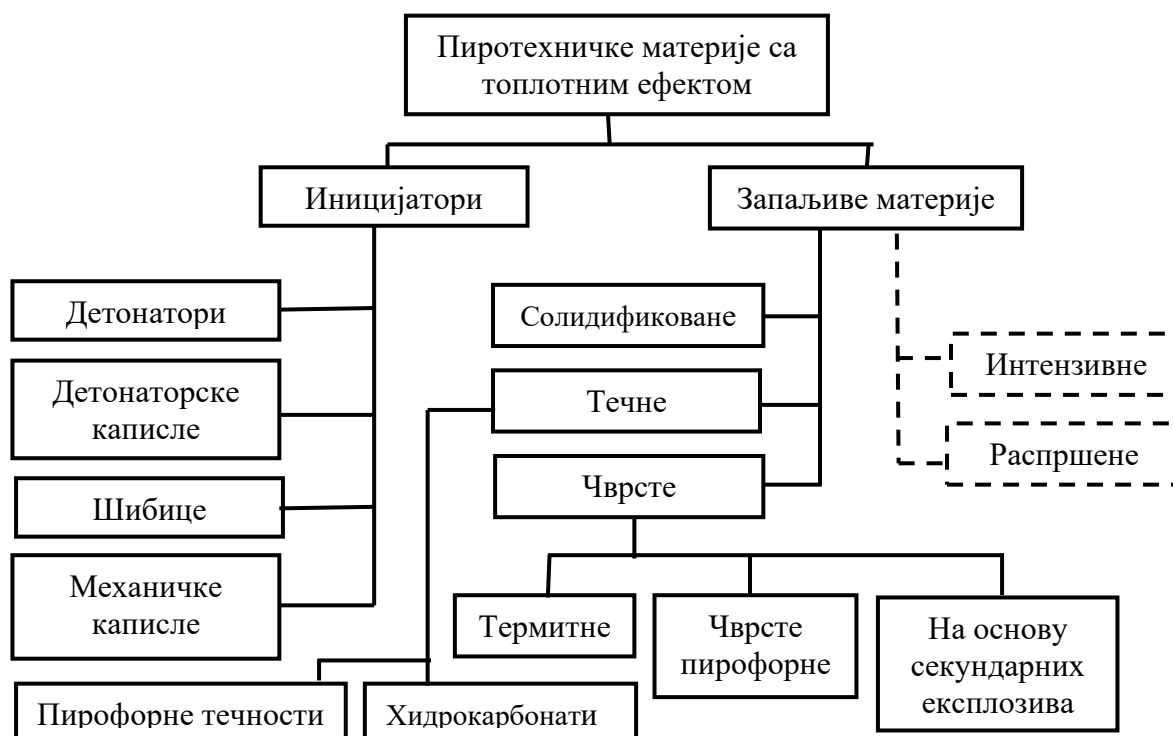 Пиротехничке материје са
топлотним ефектом
Иницијатори
Запаљиве материје
Детонатори
Солидификоване
Интензивне
Детонаторске
каписле
Течне
Распршене
Чврсте
Шибице
Механичке
каписле
Термитне
Чврсте
пирофорне
На основу
секундарних
експлозива
Пирофорне течности
Хидрокарбонати